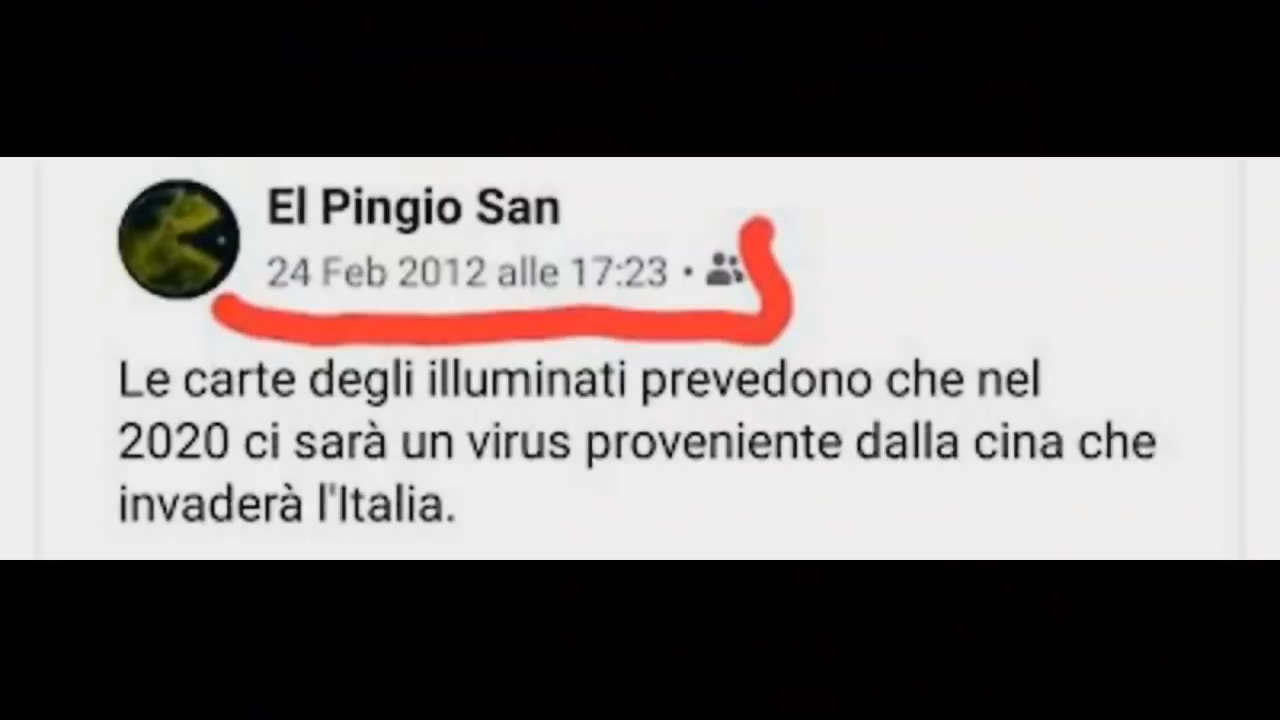 El Pingio San
24 Feb 2012 alle 17:23 •
Le carte degli illuminati prevedono che nel
2020 ci sarà un virus proveniente dalla cina che
invaderà l'Italia.